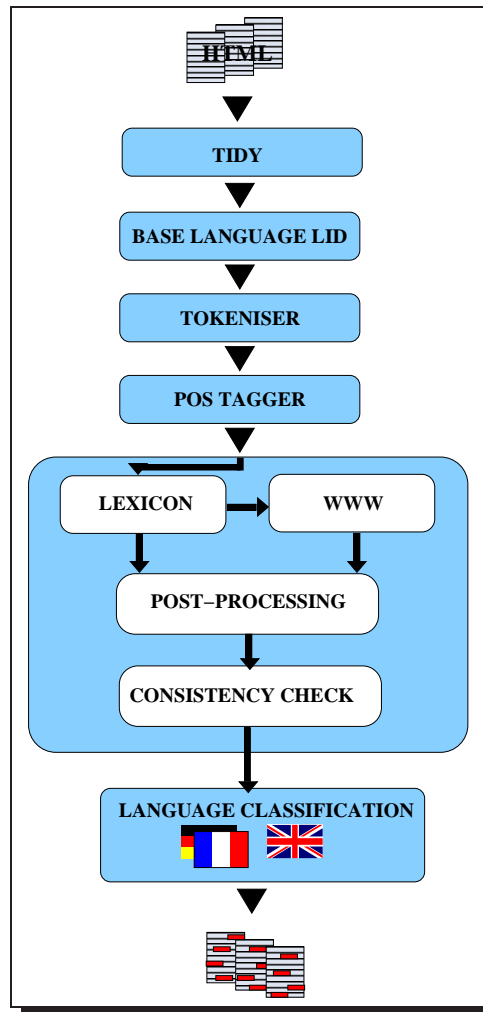 HTML
TIDY
BASE LANGUAGE LID
TOKENISER
POS TAGGER
LEXICON
WWW
POST−PROCESSING
CONSISTENCY CHECK
LANGUAGE CLASSIFICATION